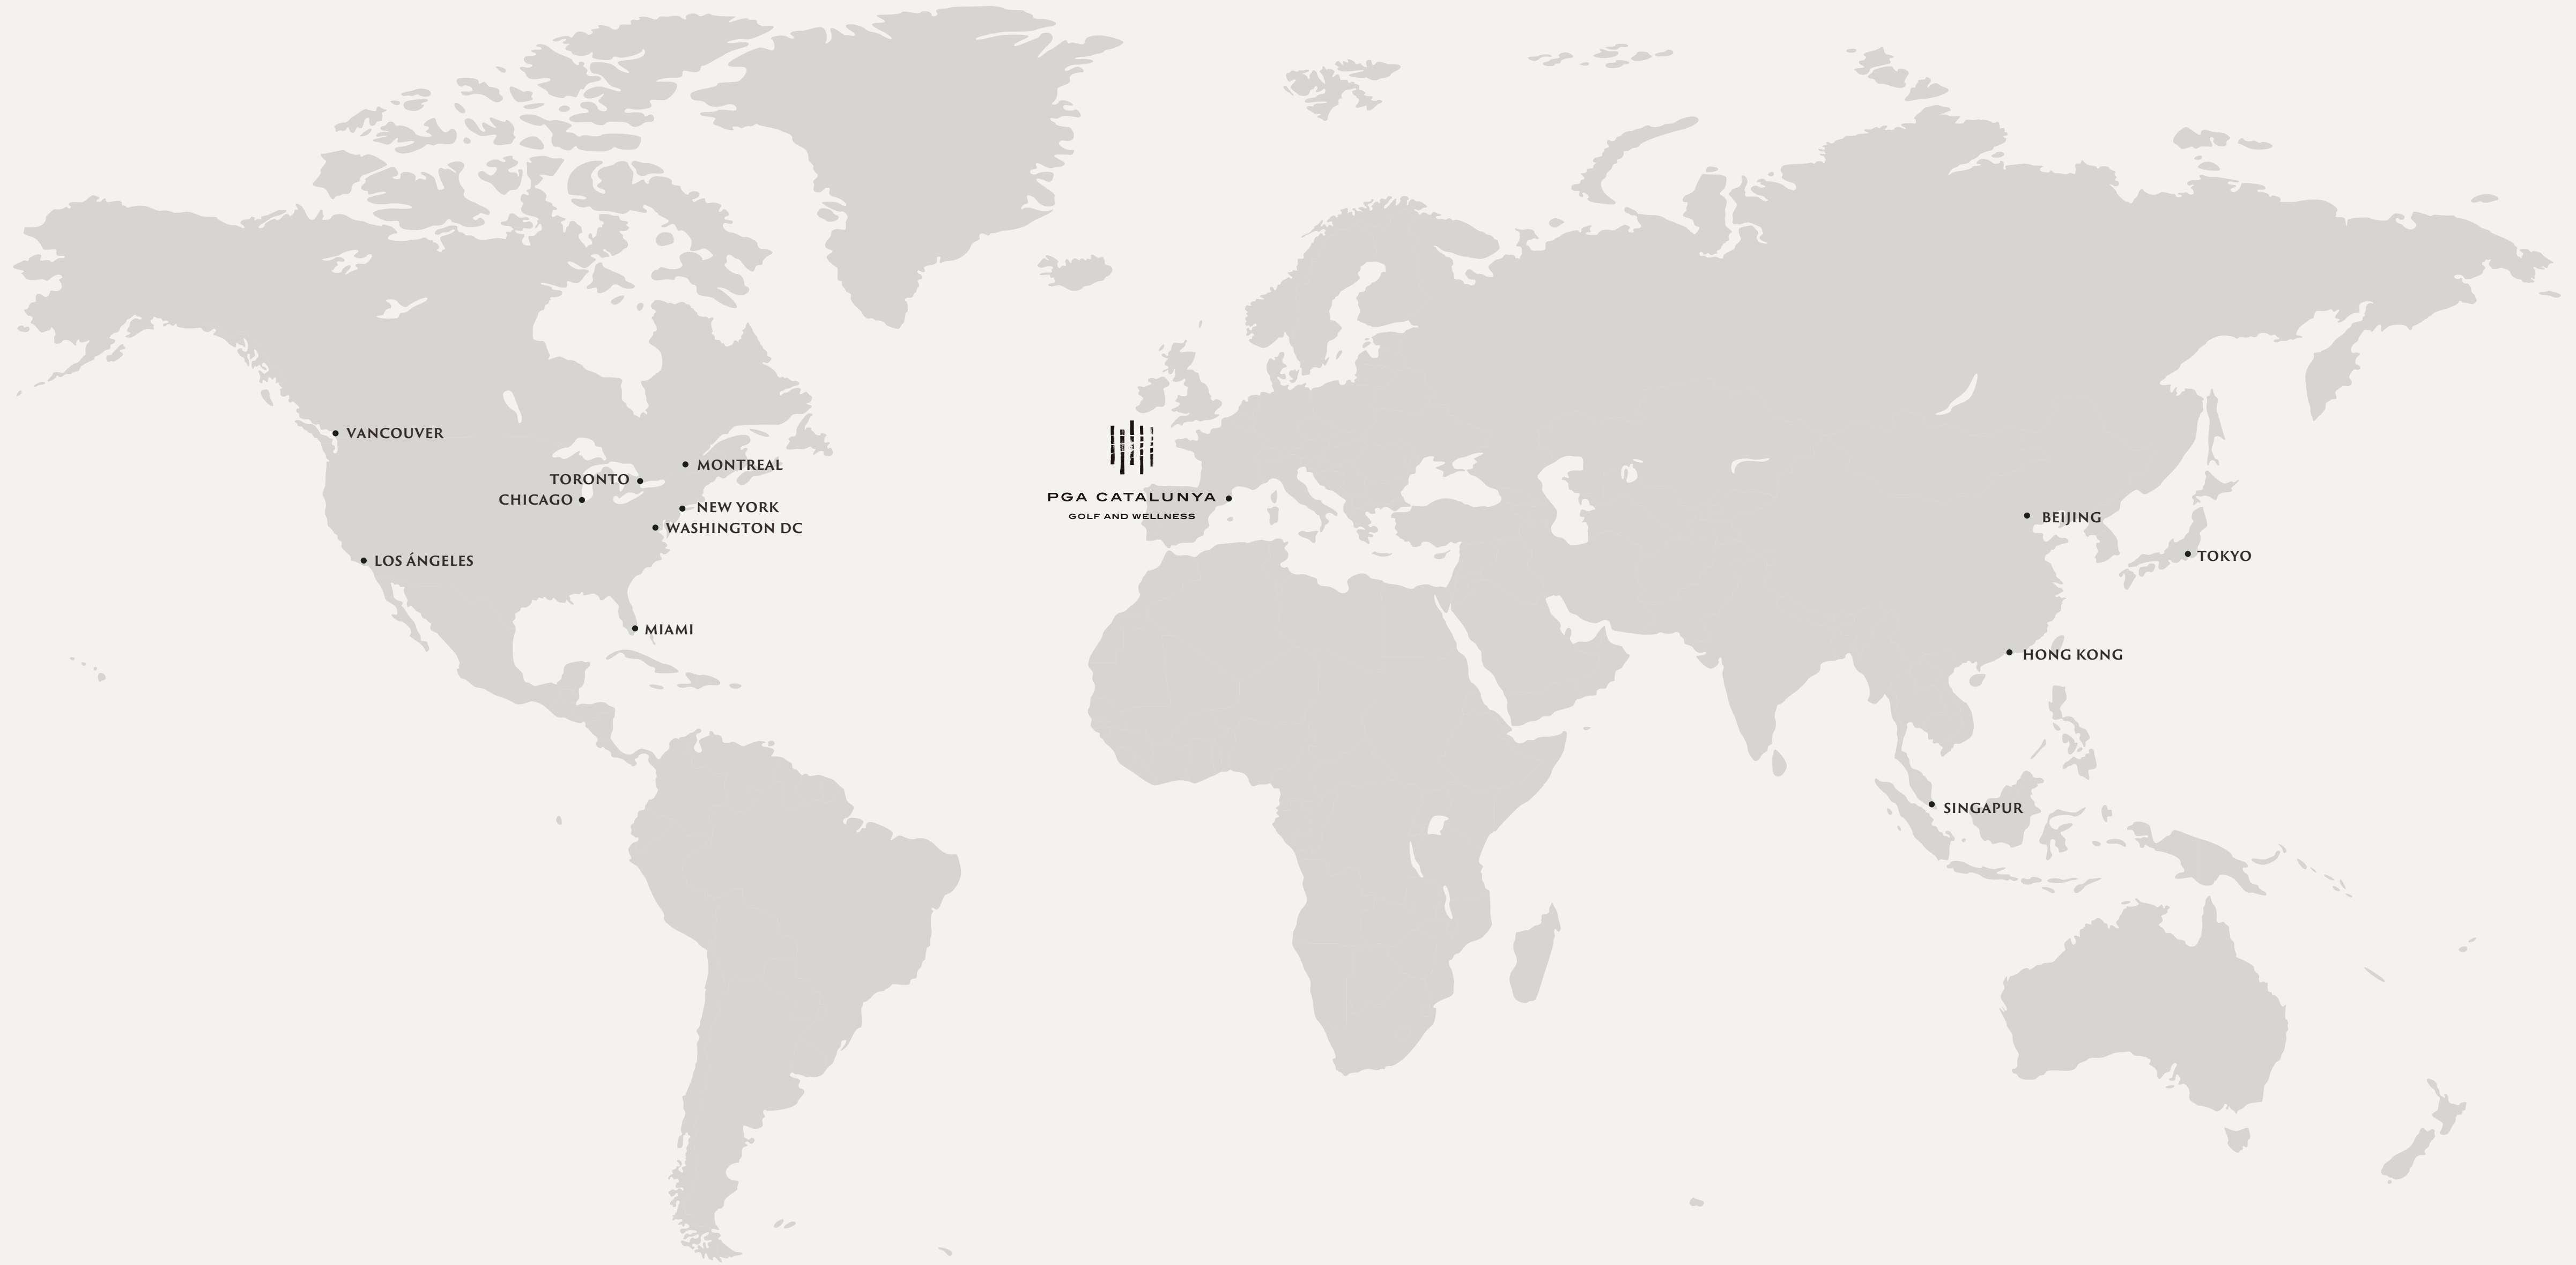 VANCOUVER
MONTREAL
TORONTO
CHICAGO
NEW YORK
WASHINGTON DC
LOS ÁNGELES
MIAMI
PGA CATALUNYA
GOLF AND WELLNESS
BEIJING
TOKYO
HONG KONG
SINGAPUR